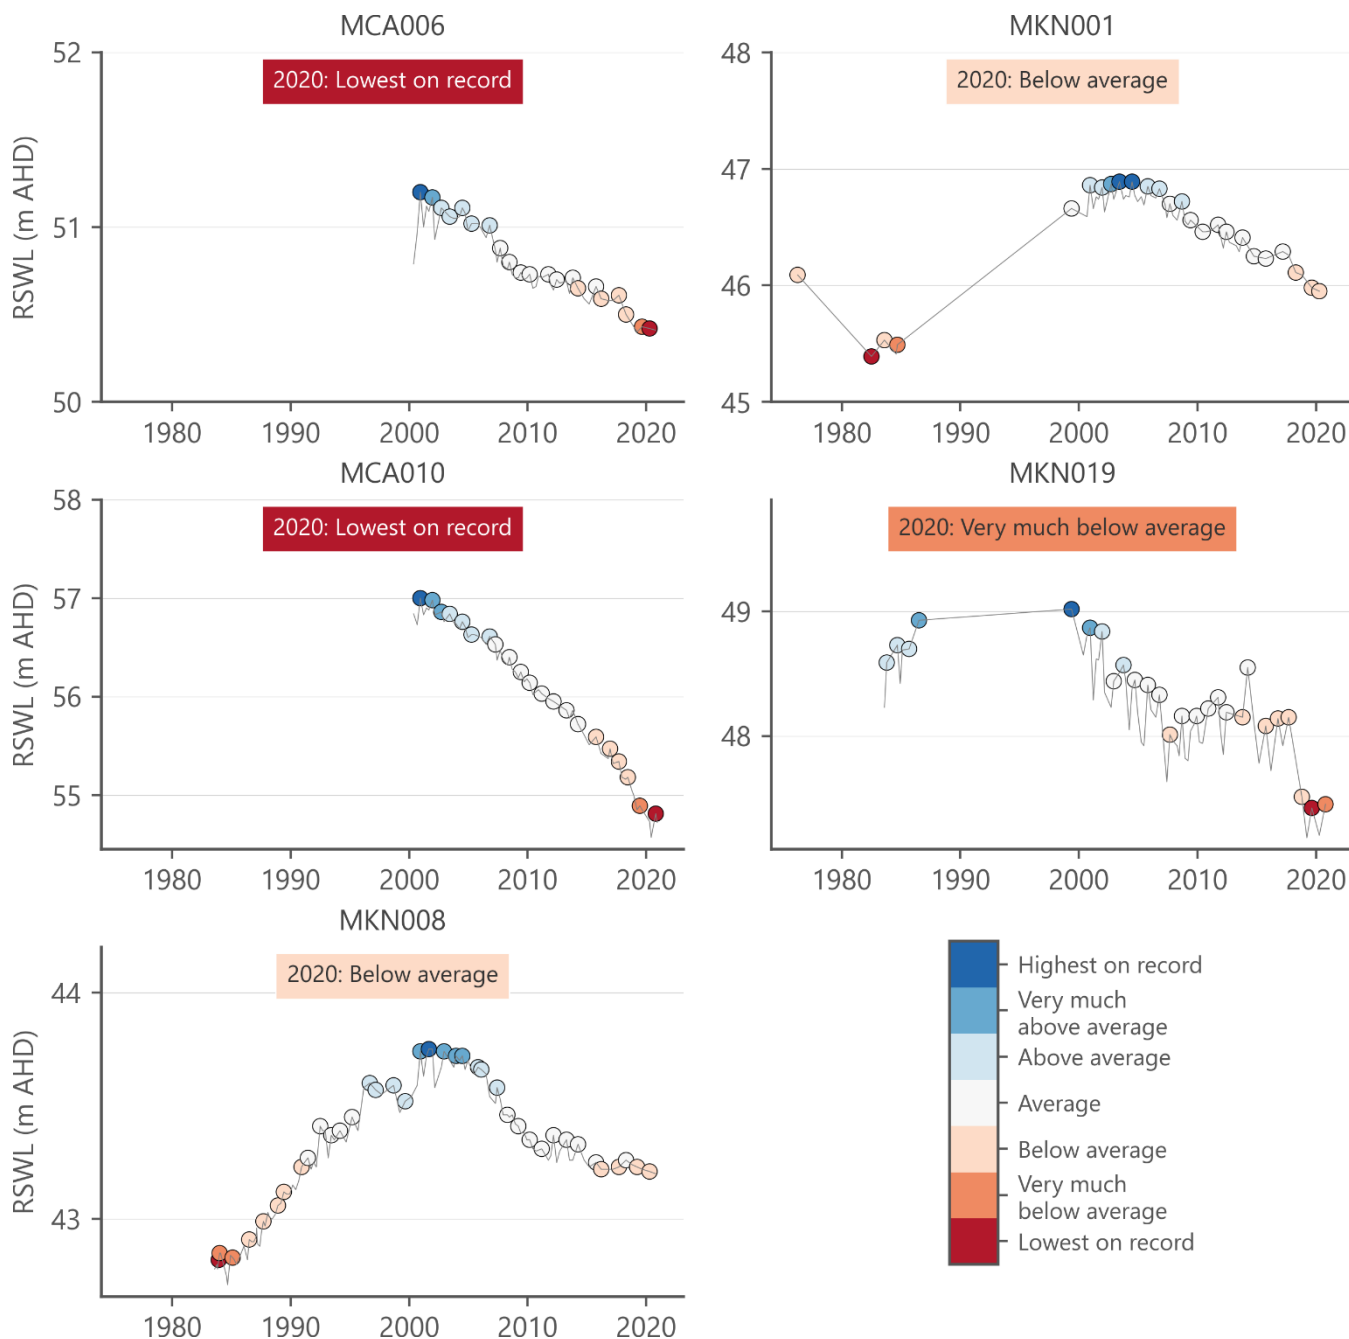 MCA006
2020: Lowest on record
RSWL (m AHD)
52
51
50
1980 1990 2000 2010 2020
MKN001
2020: Below average
48
47
46
45
1980 1990 2000 2010 2020
MCA010
2020: Lowest on record
RSWL (m AHD)
58
57
56
55
1980 1990 2000 2010 2020
MKN019
2020: Very much below average
49
48
1980 1990 2000 2010 2020
MKN008
2020: Below average
RSWL (m AHD)
44
43
1980 1990 2000 2010 2020
Highest on record
Very much
above average
Above average
Average
Below average
Very much
below average
Lowest on record